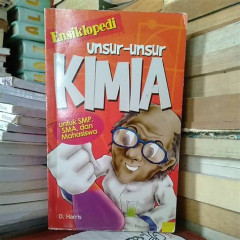 Ensiklopedi
unsur-unsur
KIMIA
untuk SMP,
SMA, dan
Mahasiswa
D. Harris